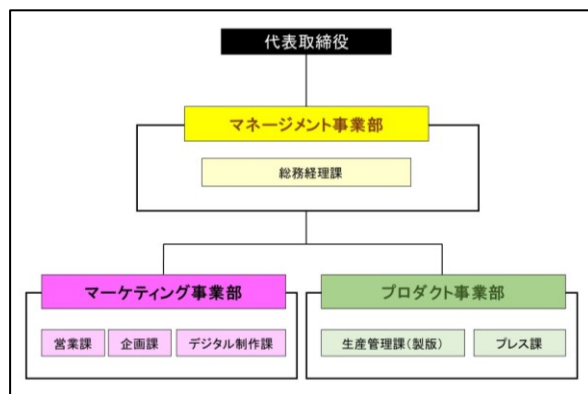 代表取締役
マネージメント事業部
総務経理課
マーケティング事業部
プロダクト事業部
営業課 企画課 デジタル制作課
生産管理課(製版) プレス課